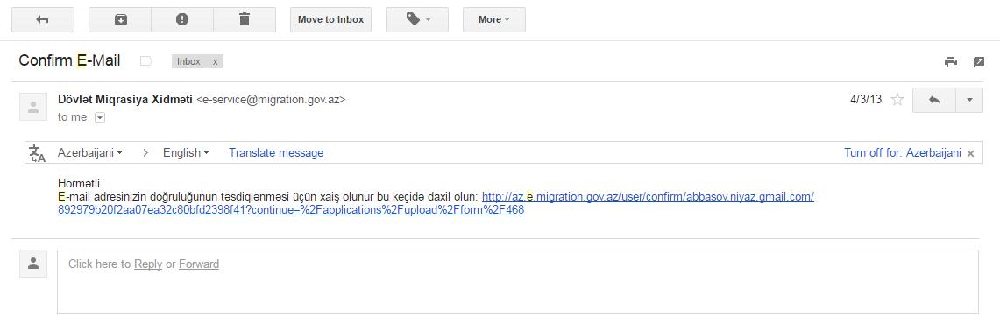 Move to Inbox More
Confirm E-Mail Inbox x
Dövlət Miqrasiya Xidməti <e-service@migration.gov.az> 4/3/13
to me
Azerbaijani > English Translate message Turn off for: Azerbaijani x
Hörmətli
E-mail adresinizin doğruluğunun təsdiqlənməsi üçün xaiş olunur bu keçidə daxil olun: http://az.e.migration.gov.az/user/confirm/abbasov.niyaz.gmail.com/
892979b20f2aa07ea32c80bfd2398f41?continue=%2Fapplications%2Fupload%2Fform%2F468
Click here to Reply or Forward